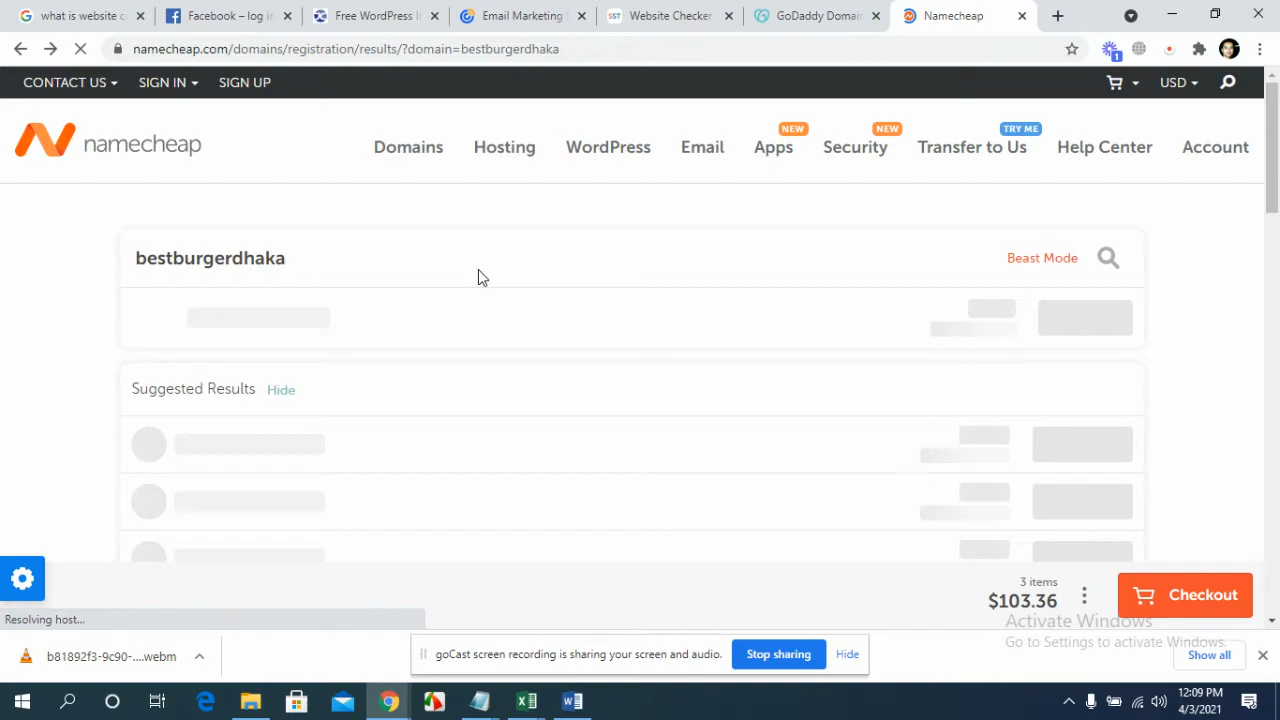 what is website c
Facebook – log i
Free WordPress I
Email Marketing S
SST
Website Checker
GoDaddy Domai
Namecheap
namecheap.com/domains/registration/results/?domain=bestburgerdhaka
1
CONTACT US
SIGN IN
SIGN UP
USD
namecheap
Domains
Hosting
WordPress
Email
NEW
Apps
NEW
Security
TRY ME
Transfer to Us
Help Center
Account
bestburgerdhaka
Beast Mode
Suggested Results Hide
3 items
$103.36
Checkout
Activate Windows
Go to Settings to activate Windows.
Resolving host...
b81892f3-9c90-....webm
goCast screen recording is sharing your screen and audio.
Stop sharing
Hide
Show all
12:09 PM
4/3/2021